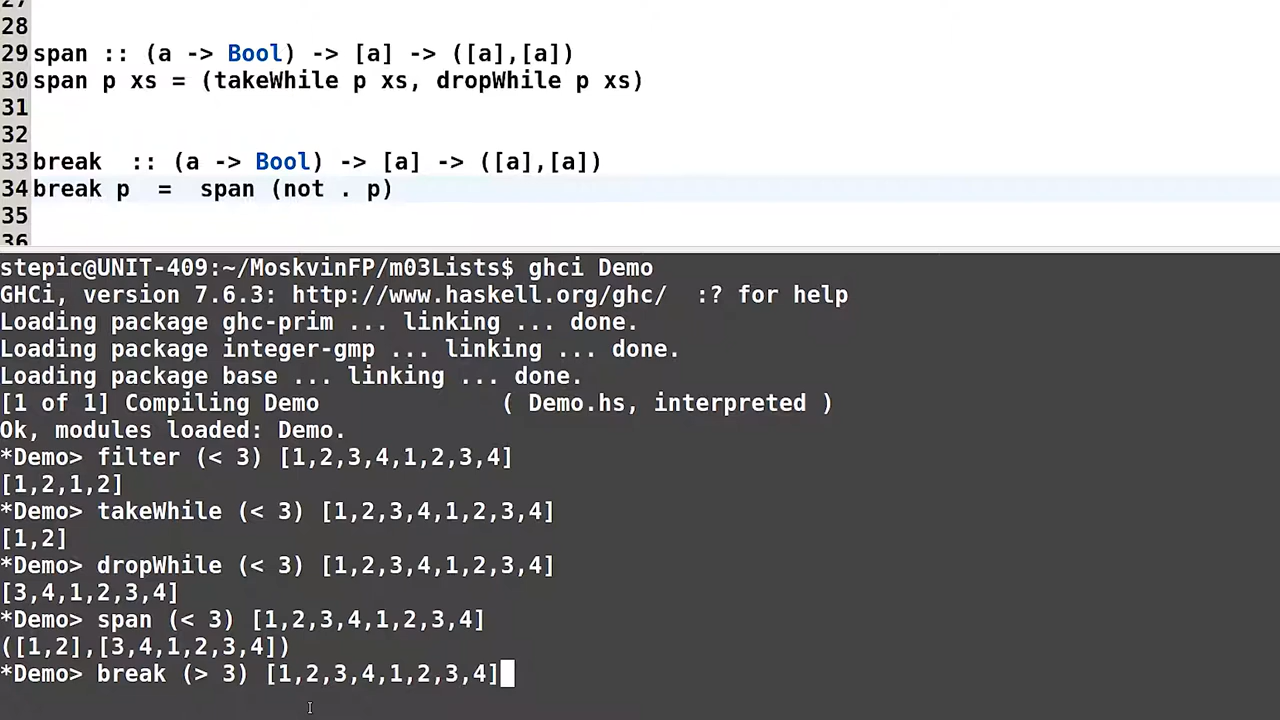 27
28
29 span :: (a -> Bool) -> [a] -> ([a],[a])
30 span p xs = (takeWhile p xs, dropWhile p xs)
31
32
33 break  :: (a -> Bool) -> [a] -> ([a],[a])
34 break p  =  span (not . p)
35
36
stepic@UNIT-409:~/MoskvinFP/m03Lists$ ghci Demo
GHCi, version 7.6.3: http://www.haskell.org/ghc/  :? for help
Loading package ghc-prim ... linking ... done.
Loading package integer-gmp ... linking ... done.
Loading package base ... linking ... done.
[1 of 1] Compiling Demo             ( Demo.hs, interpreted )
Ok, modules loaded: Demo.
*Demo> filter (< 3) [1,2,3,4,1,2,3,4]
[1,2,1,2]
*Demo> takeWhile (< 3) [1,2,3,4,1,2,3,4]
[1,2]
*Demo> dropWhile (< 3) [1,2,3,4,1,2,3,4]
[3,4,1,2,3,4]
*Demo> span (< 3) [1,2,3,4,1,2,3,4]
([1,2],[3,4,1,2,3,4])
*Demo> break (> 3) [1,2,3,4,1,2,3,4]